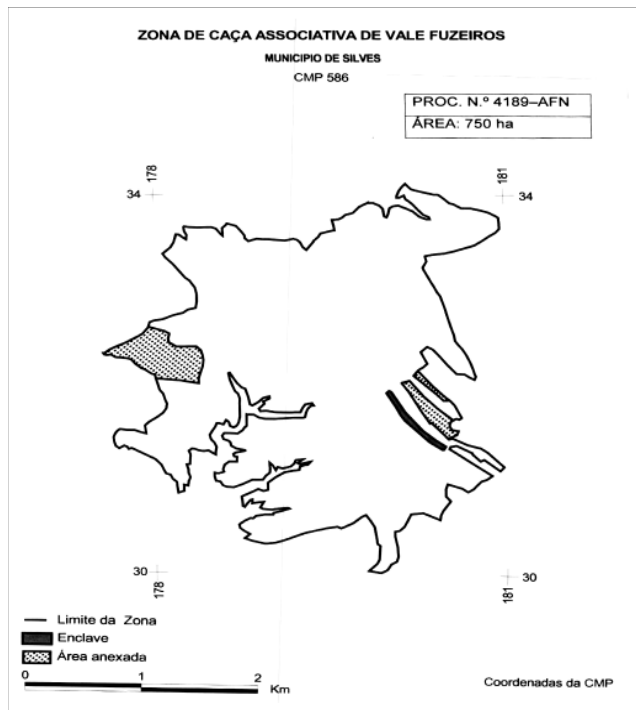 ZONA DE CAÇA ASSOCIATIVA DE VALE FUZEIROS
MUNICIPIO DE SILVES
CMP 586
PROC. N.º 4189–AFN
ÁREA: 750 ha
178
181
34
34
30
30
178
181
Limite da Zona
Enclave
Área anexada
0 1 2
Km
Coordenadas da CMP